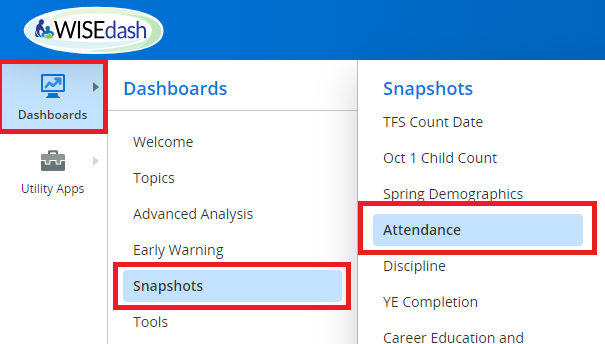 WISEdash
Dashboards
Utility Apps
Dashboards
Welcome
Topics
Advanced Analysis
Early Warning
Snapshots
Tools
Snapshots
TFS Count Date
Oct 1 Child Count
Spring Demographics
Attendance
Discipline
YE Completion
Career Education and